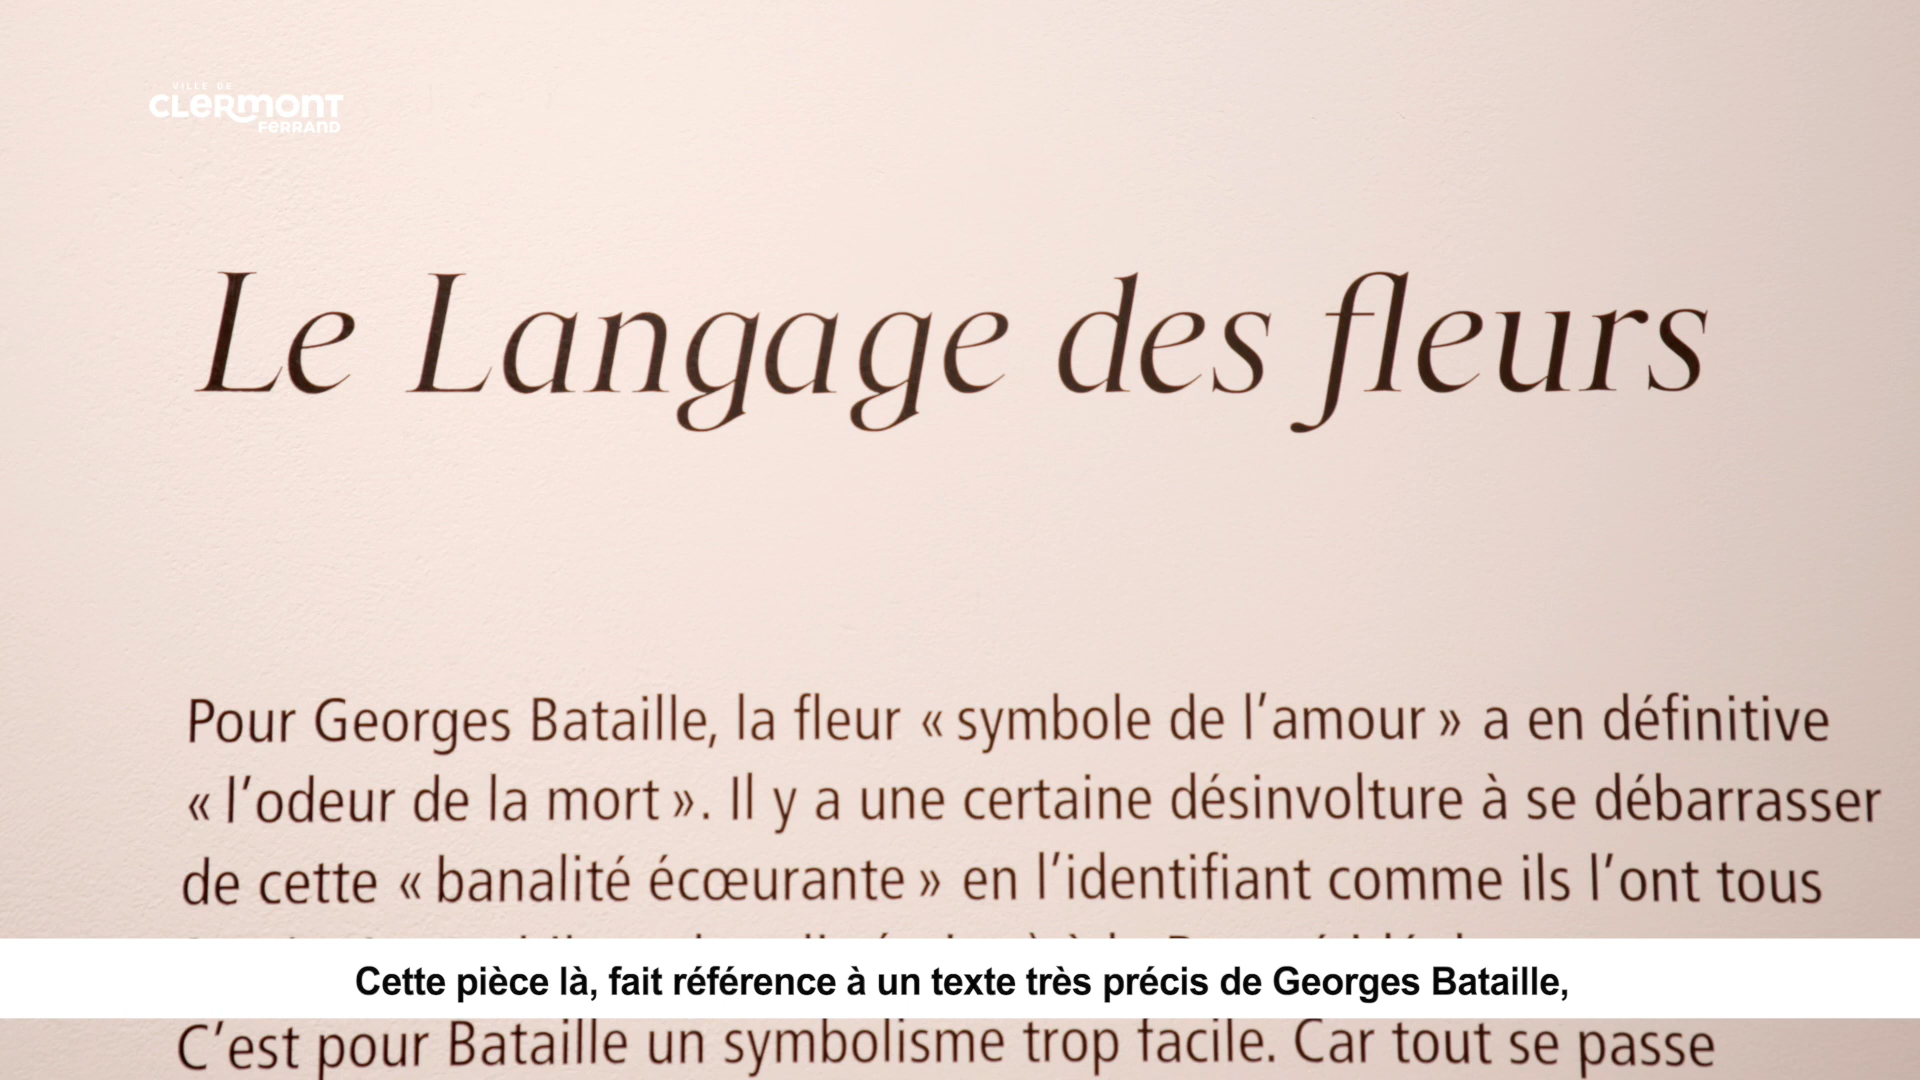 VILLE DE
CLERMONT
FERRAND
Le Langage des fleurs
Pour Georges Bataille, la fleur « symbole de l’amour » a en définitive
« l’odeur de la mort ». Il y a une certaine désinvolture à se débarrasser
de cette « banalité écœurante » en l’identifiant comme ils l’ont tous
Cette pièce là, fait référence à un texte très précis de Georges Bataille,
C’est pour Bataille un symbolisme trop facile. Car tout se passe